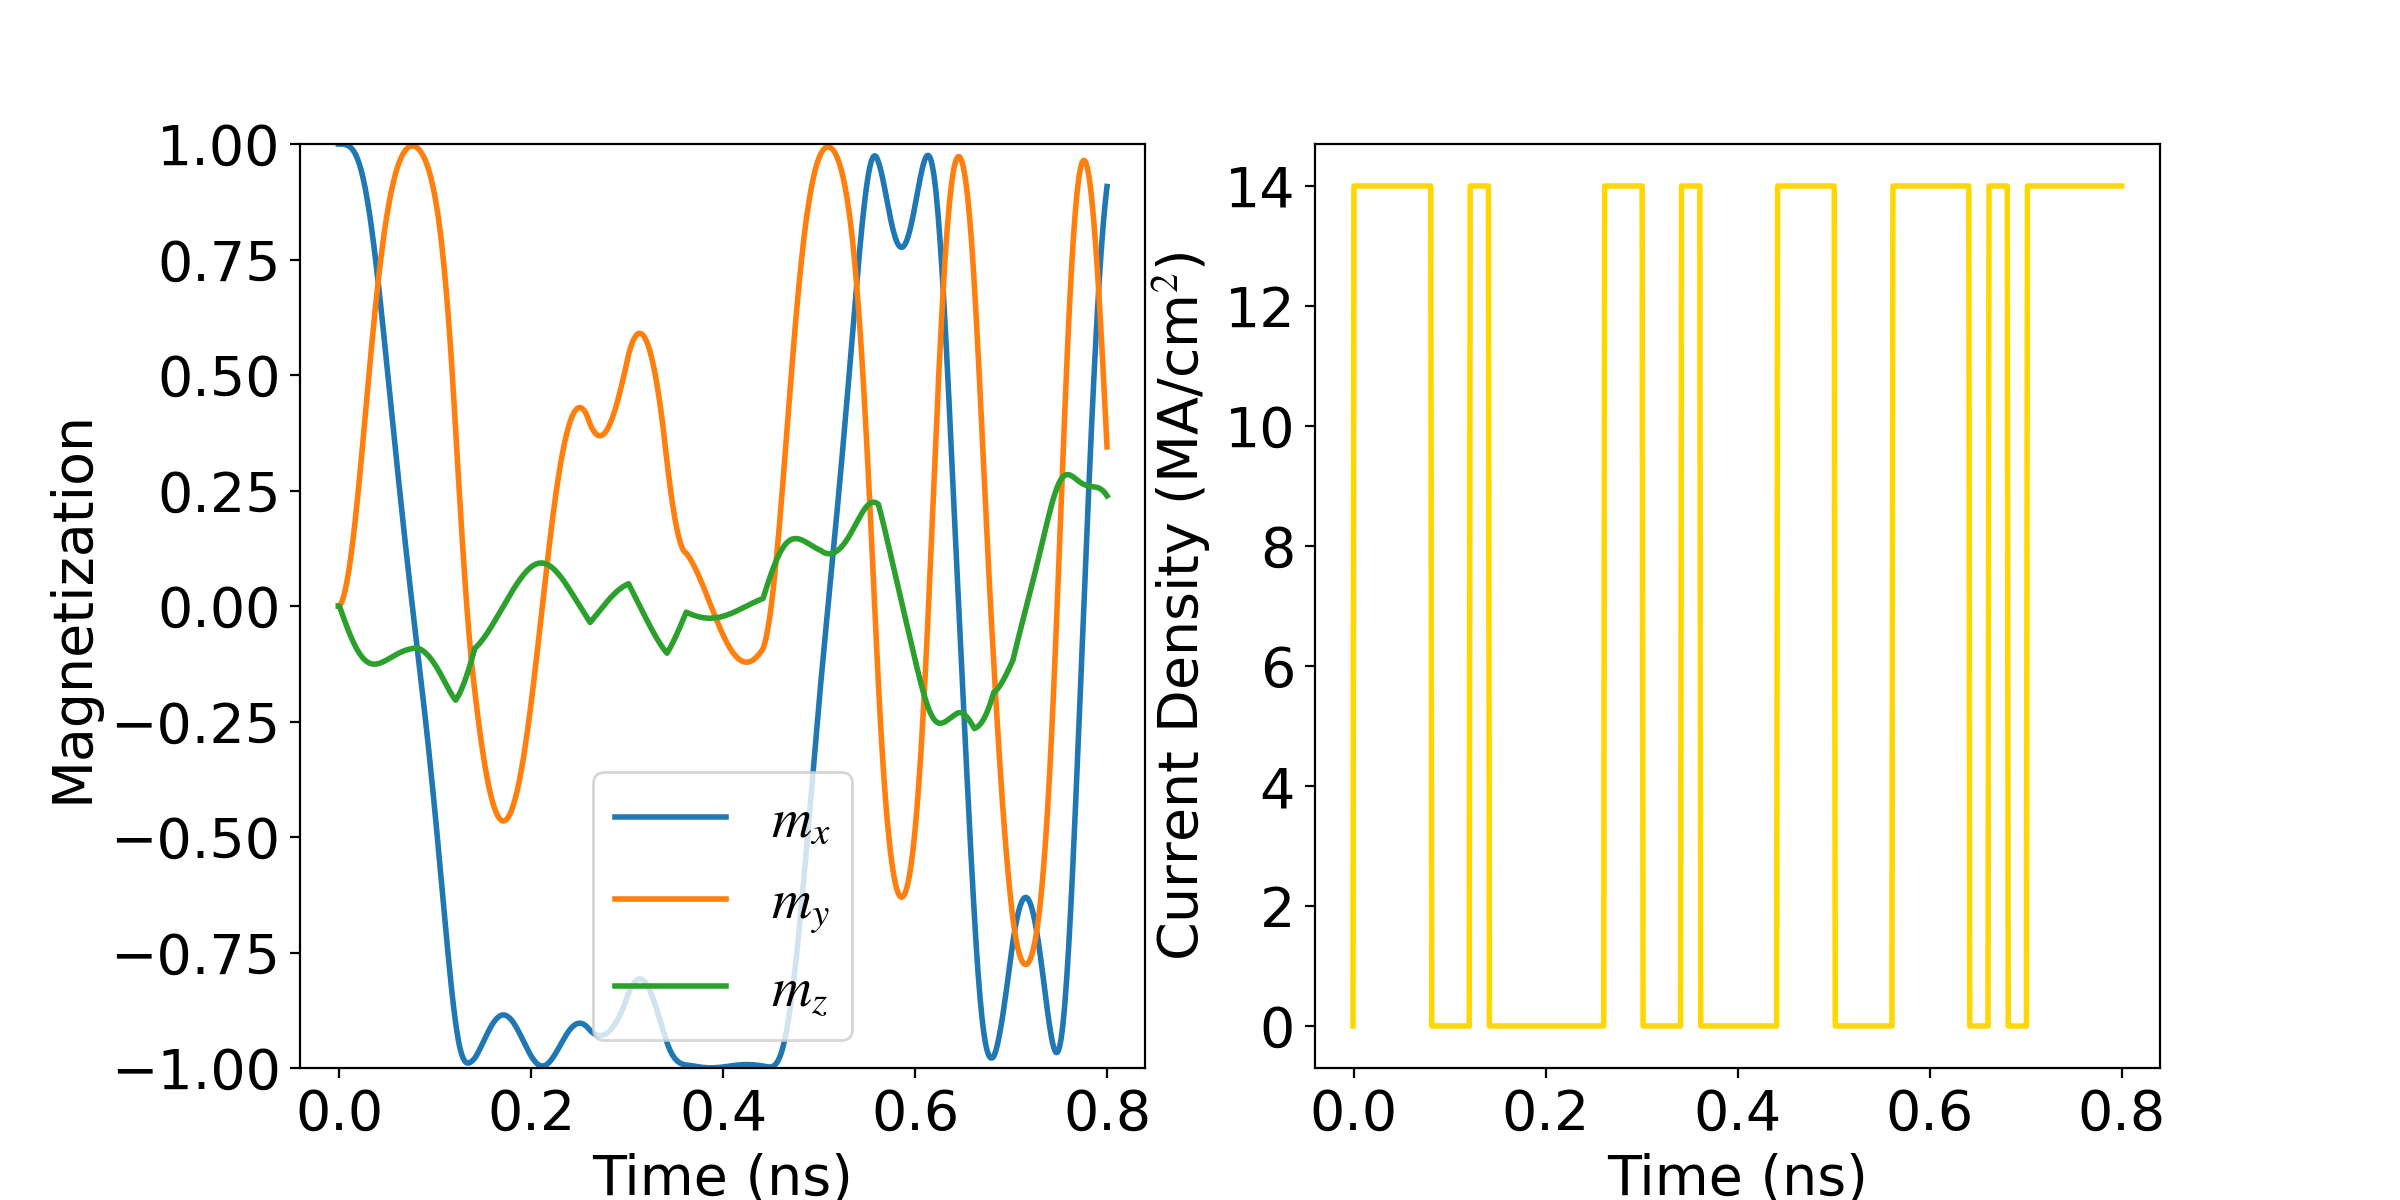 Magnetization
1.00
0.75
0.50
0.25
0.00
−0.25
−0.50
−0.75
−1.00
0.0 0.2 0.4 0.6 0.8
Time (ns)
m_x
m_y
m_z
Current Density (MA/cm²)
14
12
10
8
6
4
2
0
0.0 0.2 0.4 0.6 0.8
Time (ns)